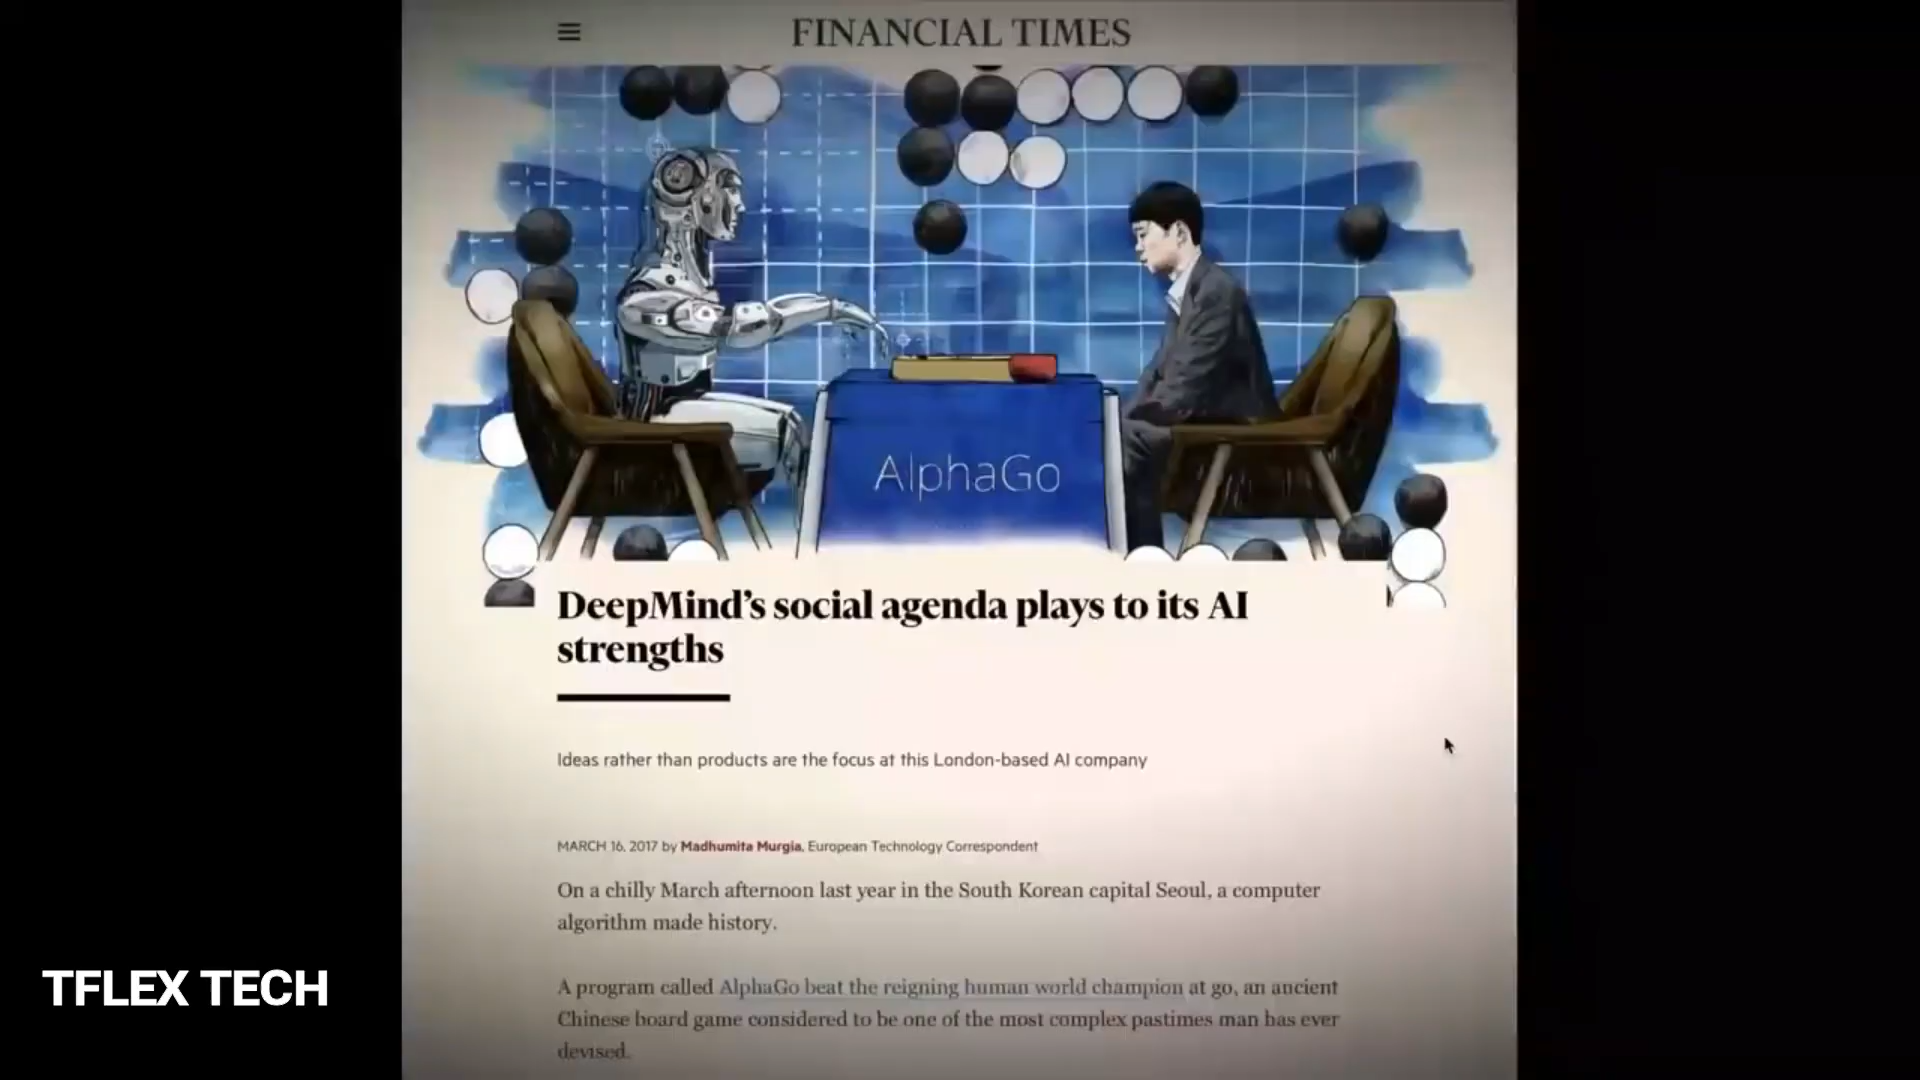 FINANCIAL TIMES
AlphaGo
DeepMind's social agenda plays to its AI
strengths
Ideas rather than products are the focus at this London-based AI company
MARCH 16, 2017 by Madhumita Murgia, European Technology Correspondent
On a chilly March afternoon last year in the South Korean capital Seoul, a computer
algorithm made history.
A program called AlphaGo beat the reigning human world champion at go, an ancient
Chinese board game considered to be one of the most complex pastimes man has ever
devised.
TFLEX TECH